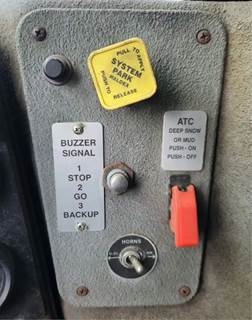 PULL TO APPLY
SYSTEM
PARK
PUSH TO
RELEASE
ATC
DEEP SNOW
OR MUD
PUSH - ON
PUSH - OFF
BUZZER
SIGNAL
1
STOP
2
GO
3
BACKUP
HORNS